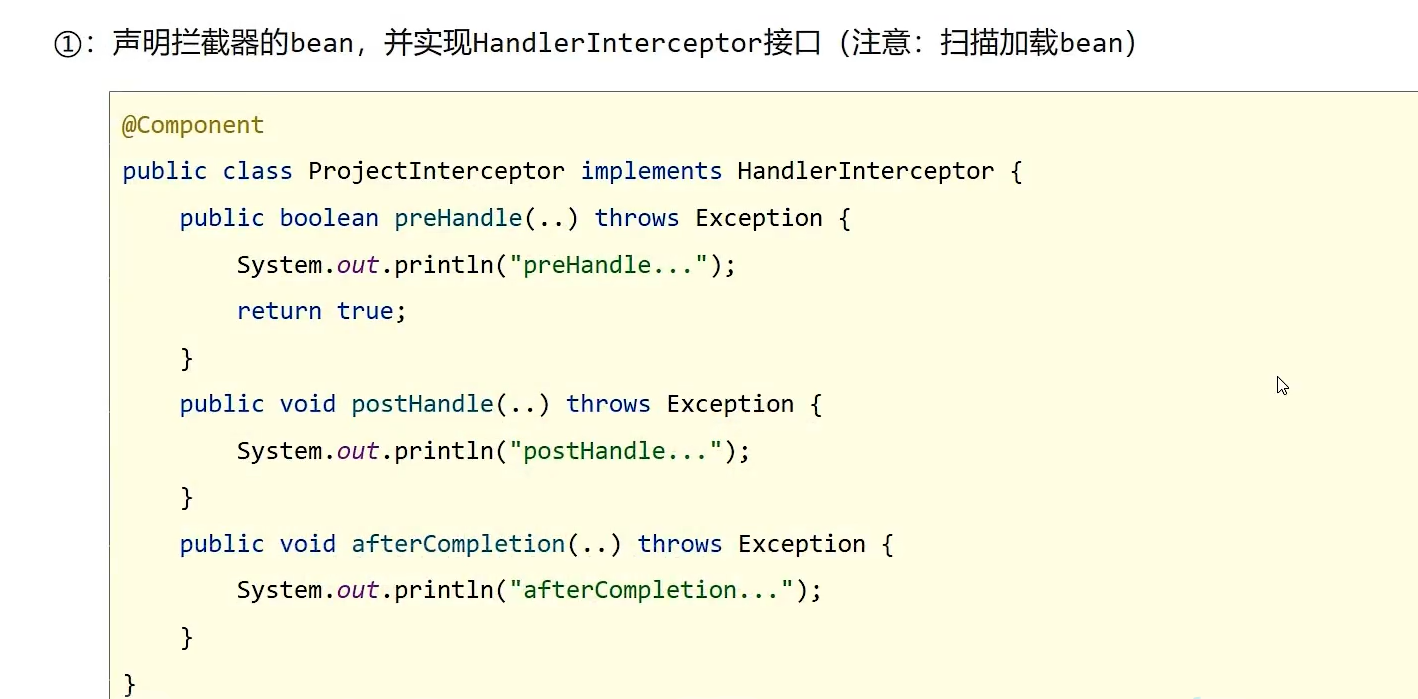 ①：声明拦截器的bean，并实现HandlerInterceptor接口（注意：扫描加载bean）
@Component
public class ProjectInterceptor implements HandlerInterceptor {
    public boolean preHandle(..) throws Exception {
        System.out.println("preHandle...");
        return true;
    }
    public void postHandle(..) throws Exception {
        System.out.println("postHandle...");
    }
    public void afterCompletion(..) throws Exception {
        System.out.println("afterCompletion...");
    }
}